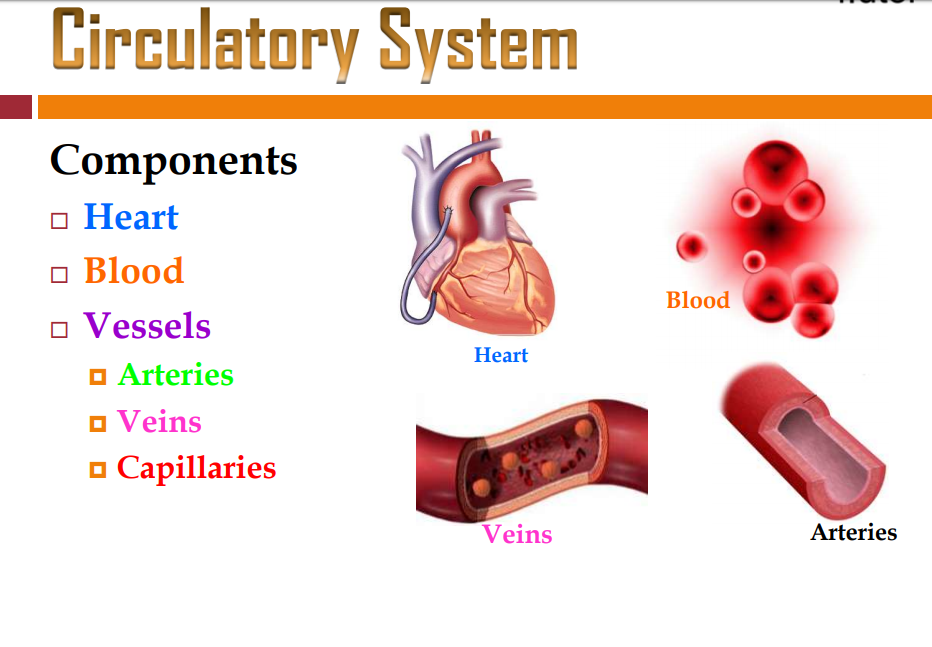 Circulatory System
Components
Heart
Blood
Vessels
Arteries
Veins
Capillaries
Heart
Blood
Veins
Arteries